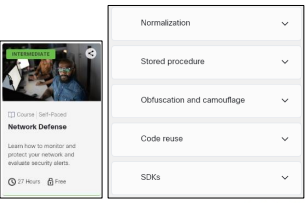 INTERMEDIATE
Course | Self-Paced
Network Defense
Learn how to monitor and
protect your network and
evaluate security alerts.
27 Hours Free
Normalization
Stored procedure
Obfuscation and camouflage
Code reuse
SDKs